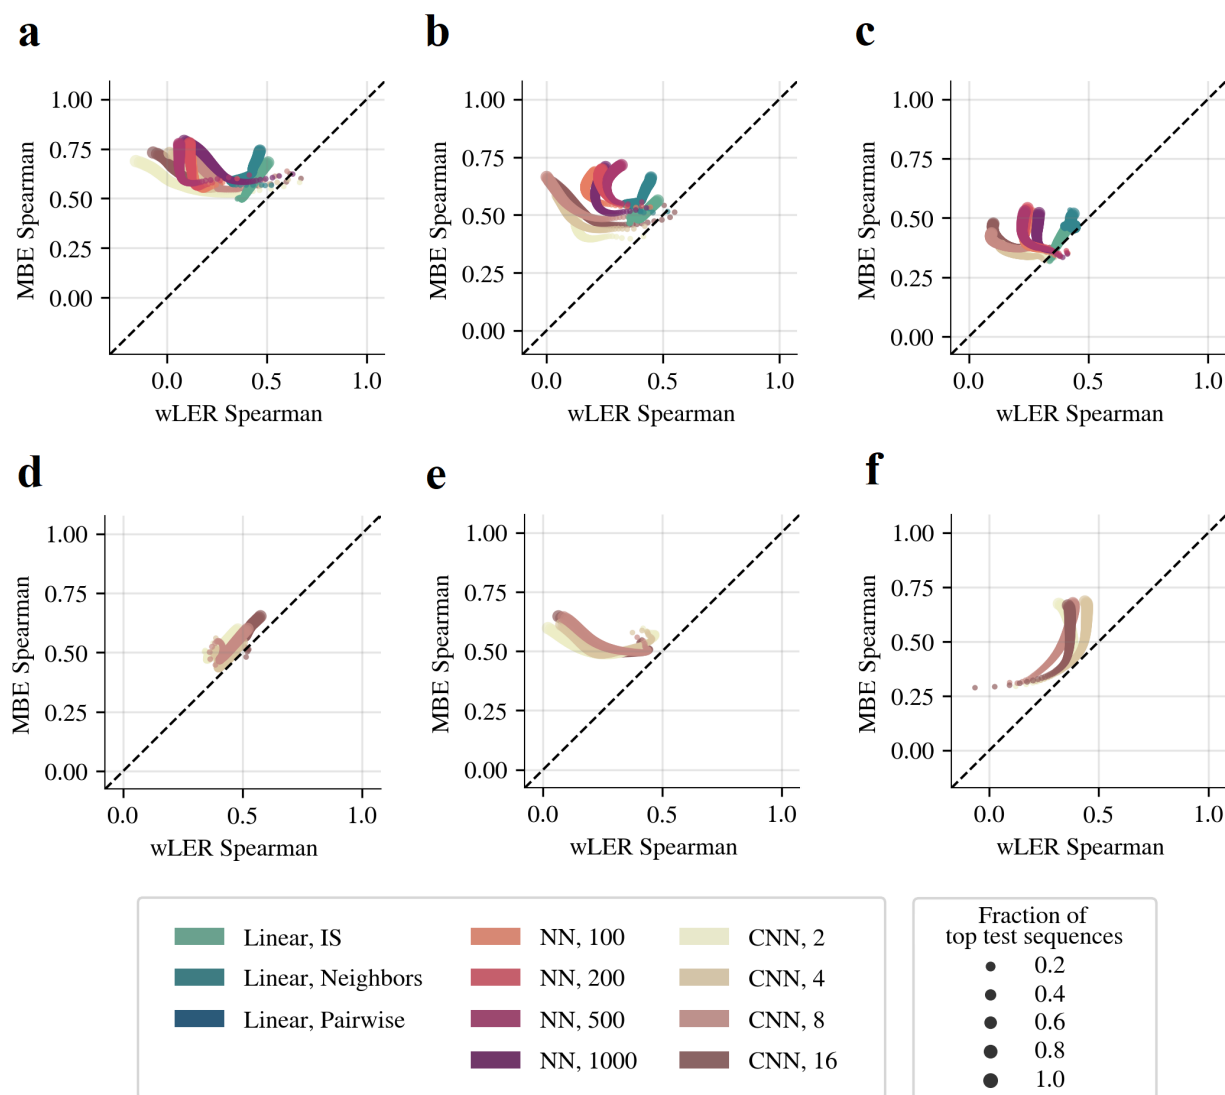 a
1.00
0.75
0.50
0.25
0.00
MBE Spearman
0.0 0.5 1.0
wLER Spearman
b
1.00
0.75
0.50
0.25
0.00
MBE Spearman
0.0 0.5 1.0
wLER Spearman
c
1.00
0.75
0.50
0.25
0.00
MBE Spearman
0.0 0.5 1.0
wLER Spearman
d
1.00
0.75
0.50
0.25
0.00
MBE Spearman
0.0 0.5 1.0
wLER Spearman
e
1.00
0.75
0.50
0.25
0.00
MBE Spearman
0.0 0.5 1.0
wLER Spearman
f
1.00
0.75
0.50
0.25
0.00
MBE Spearman
0.0 0.5 1.0
wLER Spearman
Linear, IS
Linear, Neighbors
Linear, Pairwise
NN, 100
NN, 200
NN, 500
NN, 1000
CNN, 2
CNN, 4
CNN, 8
CNN, 16
Fraction of
top test sequences
0.2
0.4
0.6
0.8
1.0